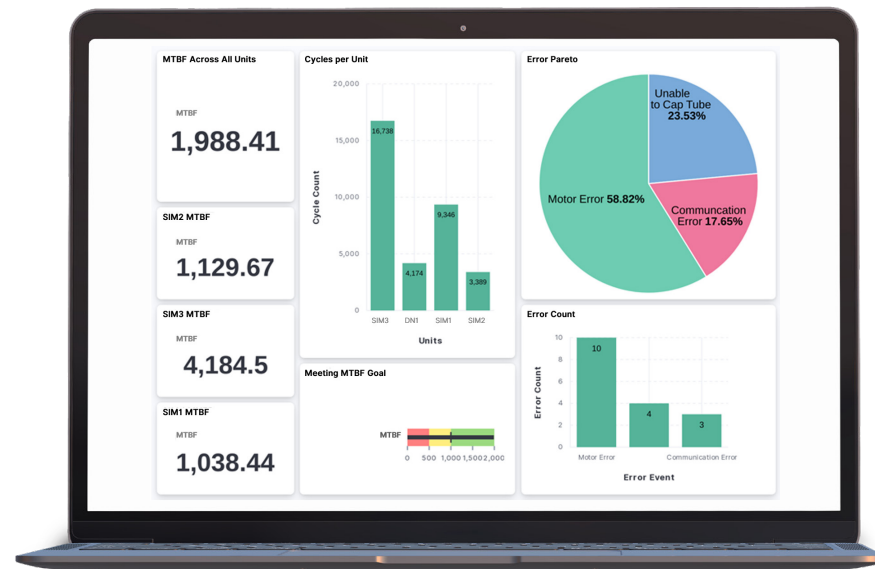 MTBF Across All Units
MTBF
1,988.41
SIM2 MTBF
MTBF
1,129.67
SIM3 MTBF
MTBF
4,184.5
SIM1 MTBF
MTBF
1,038.44
Cycles per Unit
20,000
15,000
10,000
5,000
0
Cycle Count
16,738
4,174
9,346
3,389
SIM3 DN1 SIM1 SIM2
Units
Meeting MTBF Goal
MTBF
0 500 1,000 1,500 2,000
Error Pareto
Unable
to Cap Tube
23.53%
Motor Error 58.82%
Communcation
Error 17.65%
Error Count
10
8
6
4
2
0
Error Count
10
4
3
Motor Error Communication Error
Error Event